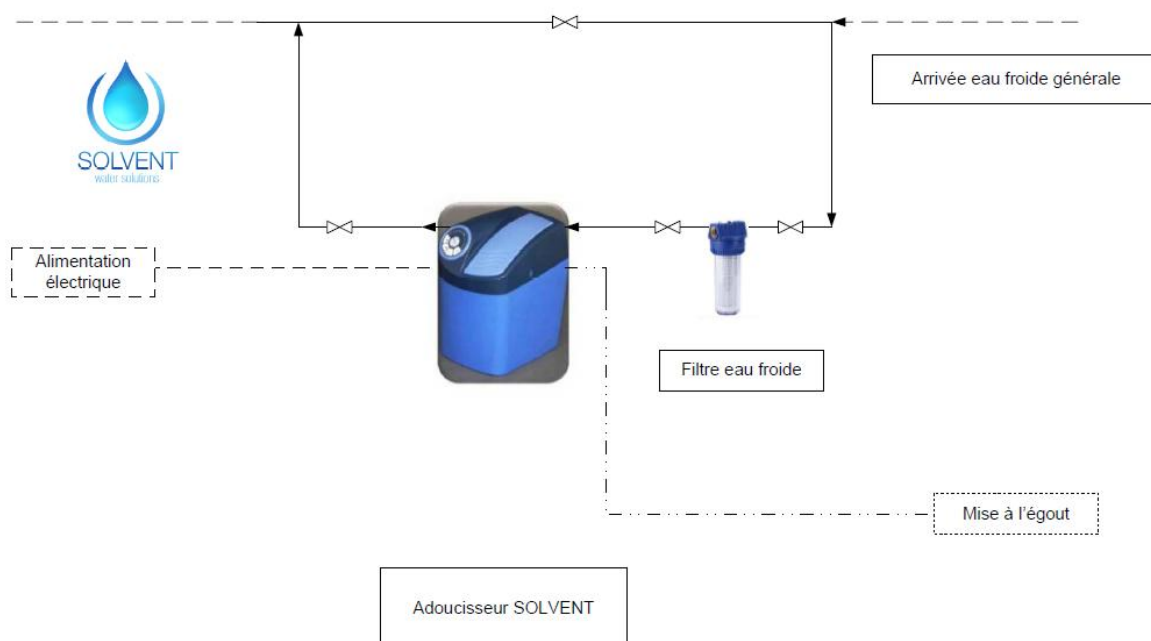 Arrivée eau froide générale
SOLVENT
water solutions
Alimentation
électrique
Filtre eau froide
Mise à l'égout
Adoucisseur SOLVENT